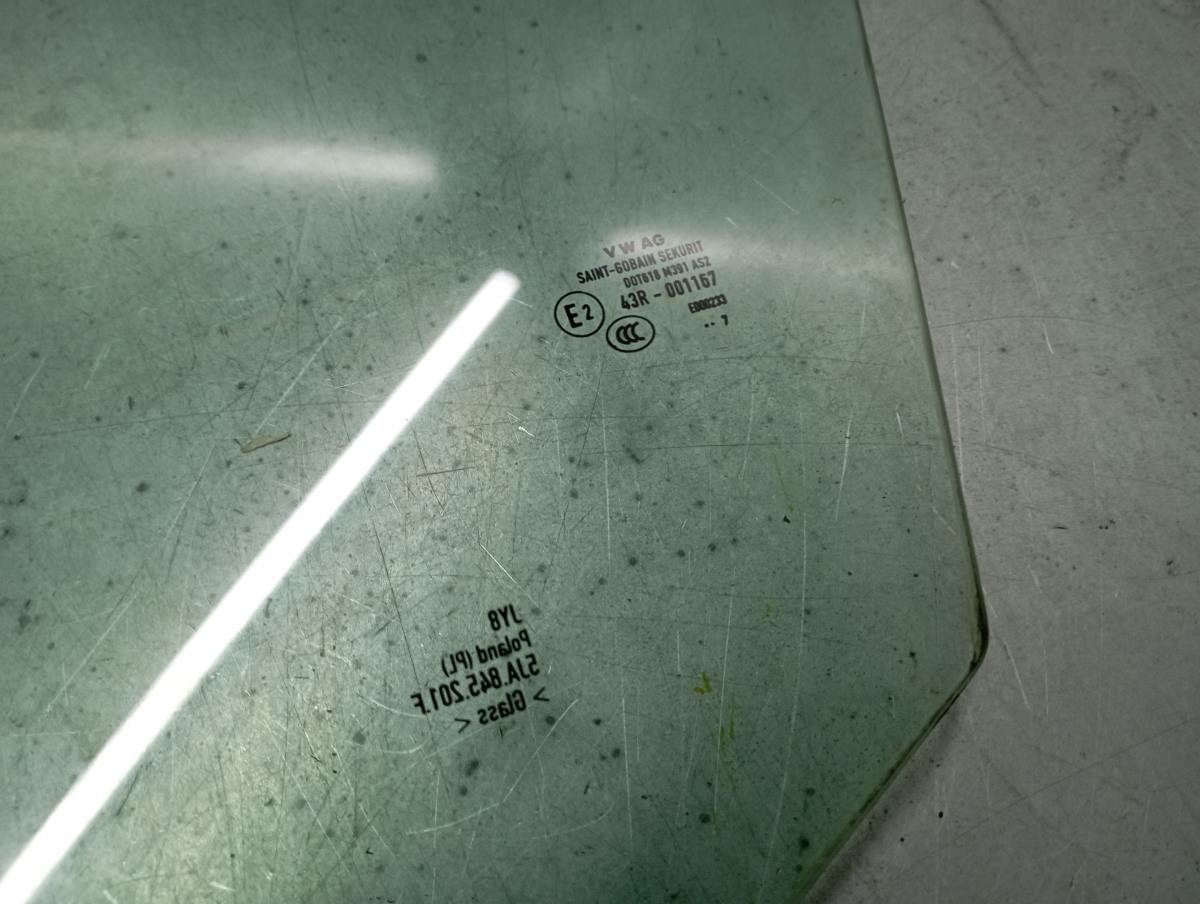 VW AG
SAINT-GOBAIN SEKURIT
DOT818 M391 AS2
43R - 001167
E2
CCC
E000233
.. 7
JY8
Poland (PL)
5JA.845.201.F
> Glass <